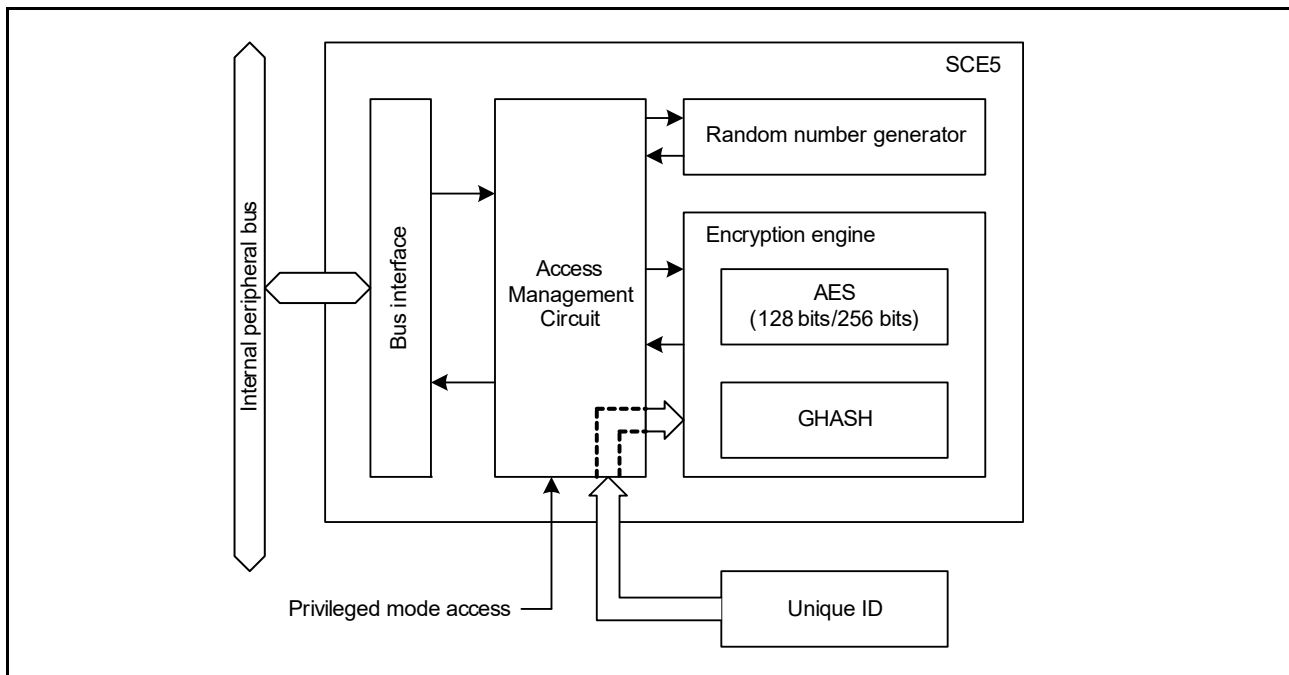 SCE5
Internal peripheral bus
Bus interface
Access
Management
Circuit
Random number generator
Encryption engine
AES
(128 bits/256 bits)
GHASH
Privileged mode access
Unique ID